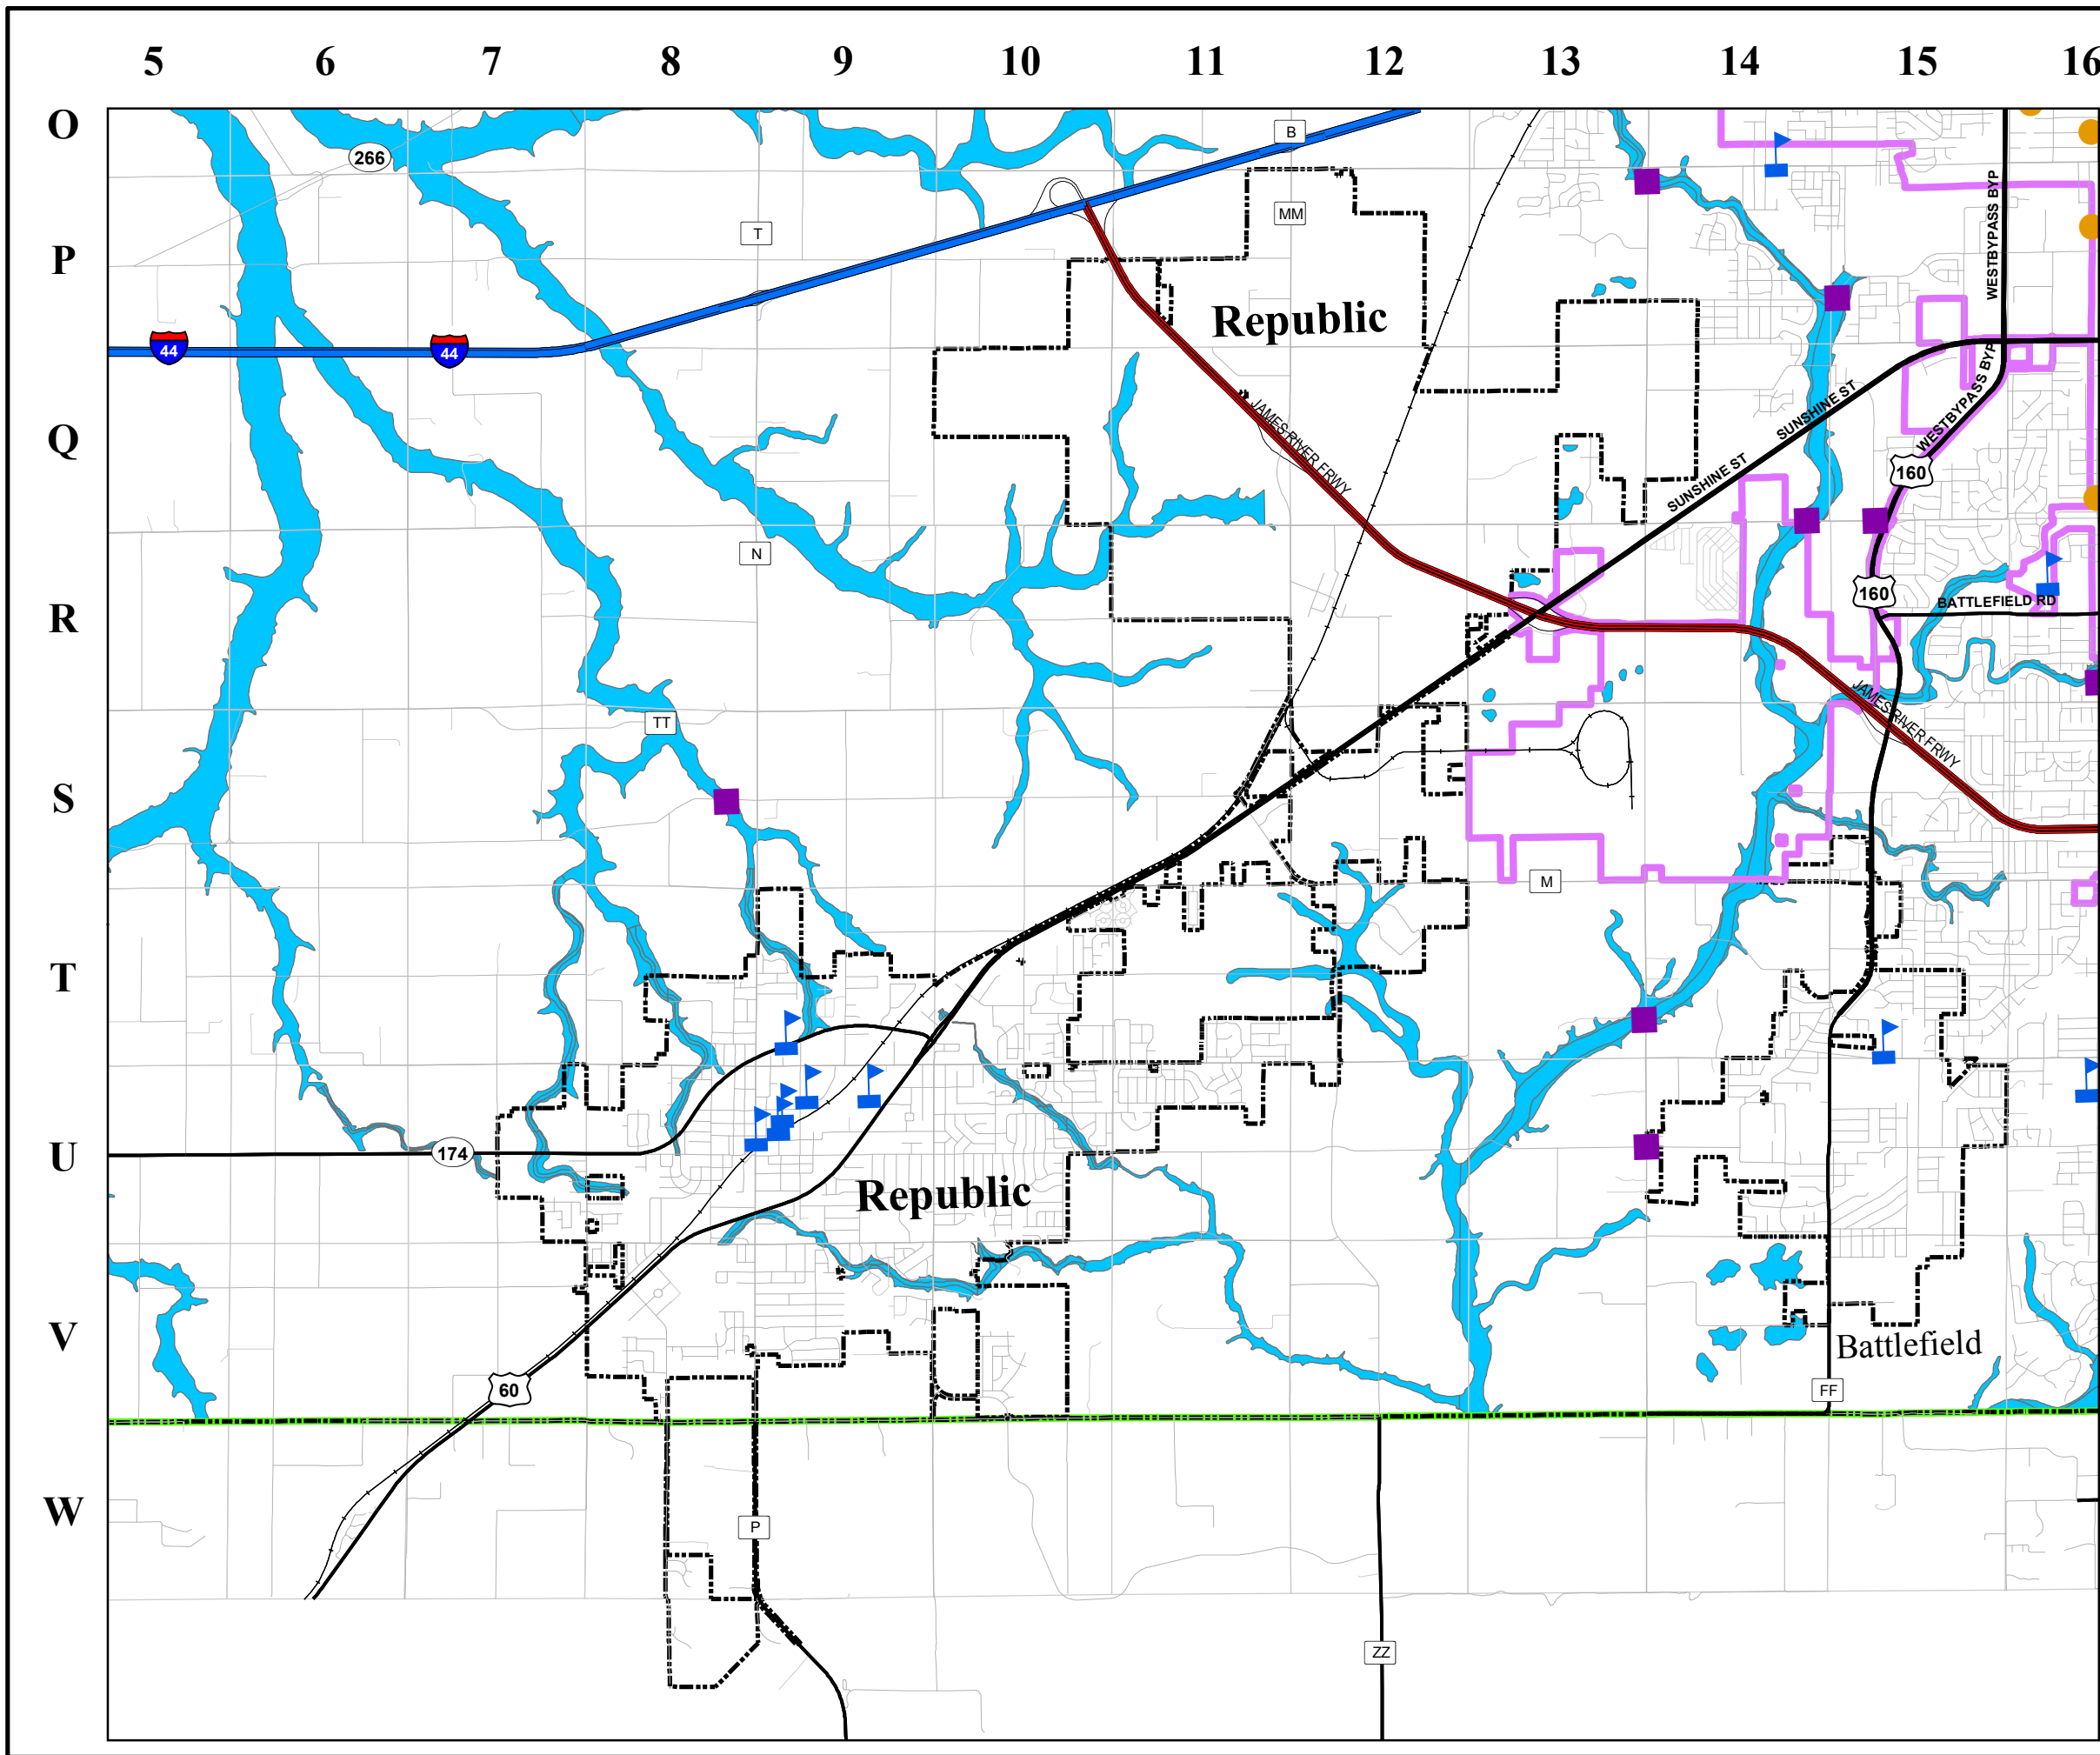 5 6 7 8 9 10 11 12 13 14 15 16
O
B
266
WESTBYPASS BYP
MM
T
P
Republic
44
44
WESTBYPASS BYP
JAMES RIVER FRWY
SUNSHINE ST
Q
160
SUNSHINE ST
N
160
BATTLEFIELD RD
R
TT
JAMES RIVER FRWY
S
M
T
U
174
Republic
V
Battlefield
60
FF
W
P
ZZ